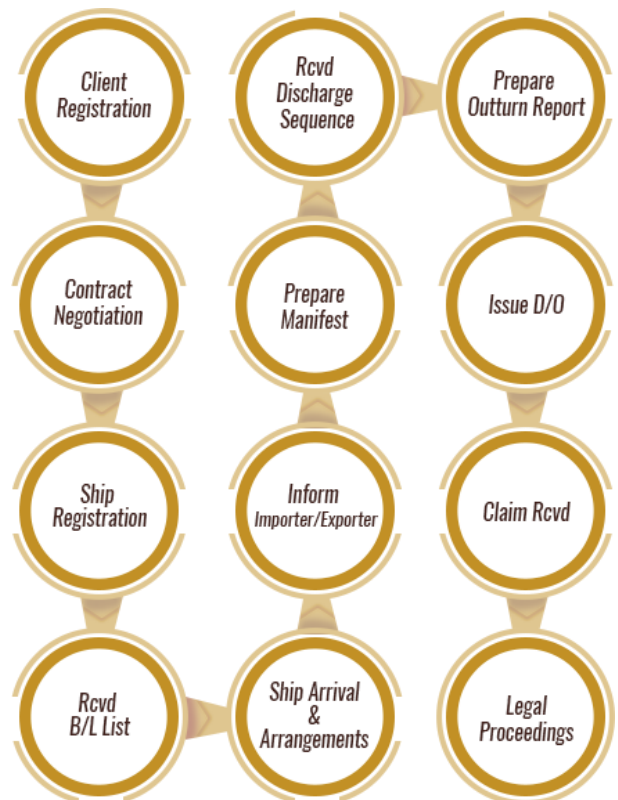 Client
Registration
Contract
Negotiation
Ship
Registration
Rcvd
B/L List
Ship Arrival
&
Arrangements
Inform
Importer/Exporter
Prepare
Manifest
Rcvd
Discharge
Sequence
Prepare
Outturn Report
Issue D/O
Claim Rcvd
Legal
Proceedings